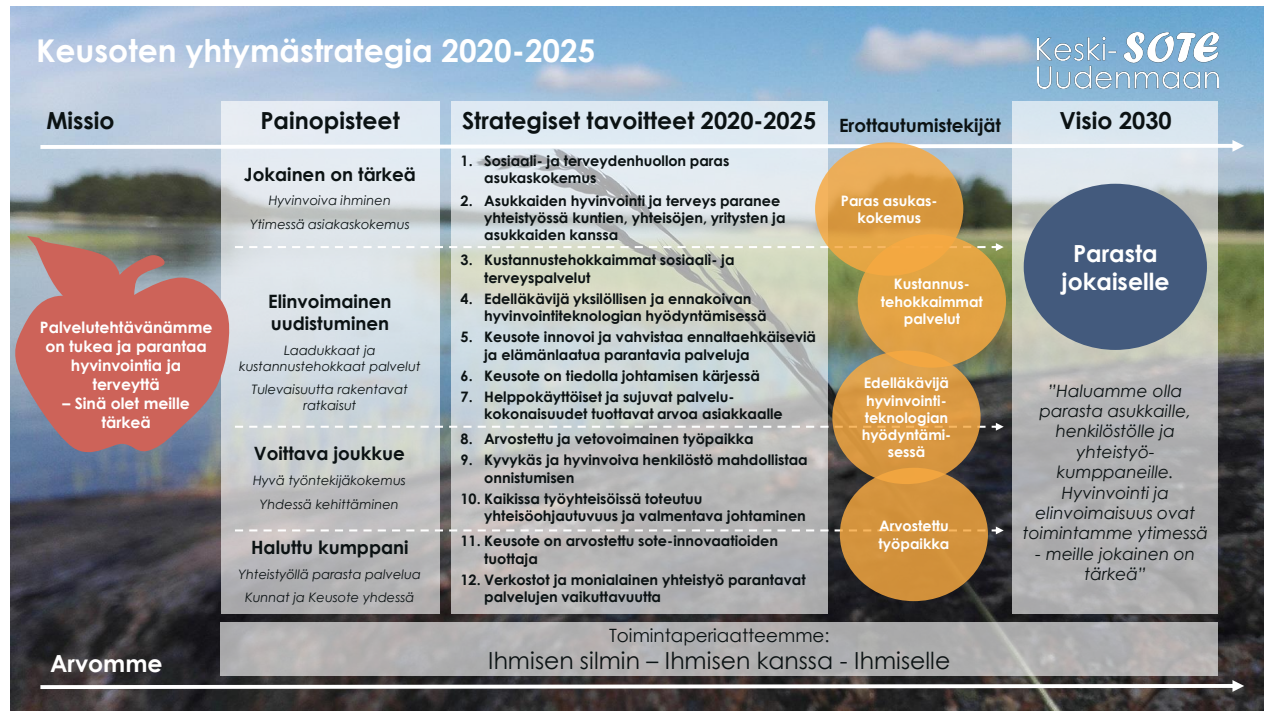 Keusoten yhtymästrategia 2020-2025
Keski-SOTE
Uudenmaan
Missio
Painopisteet
Strategiset tavoitteet 2020-2025
Erottautumistekijät
Visio 2030
Palvelutehtävänämme
on tukea ja parantaa
hyvinvointia ja
terveyttä
– Sinä olet meille
tärkeä
Jokainen on tärkeä
Hyvinvoiva ihminen
Ytimessä asiakaskokemus
Elinvoimainen
uudistuminen
Laadukkaat ja
kustannustehokkaat palvelut
Tulevaisuutta rakentavat
ratkaisut
Voittava joukkue
Hyvä työntekijäkokemus
Yhdessä kehittäminen
Haluttu kumppani
Yhteistyöllä parasta palvelua
Kunnat ja Keusote yhdessä
1. Sosiaali- ja terveydenhuollon paras
asukaskokemus
2. Asukkaiden hyvinvointi ja terveys paranee
yhteistyössä kuntien, yhteisöjen, yritysten ja
asukkaiden kanssa
3. Kustannustehokkaimmat sosiaali- ja
terveyspalvelut
4. Edelläkävijä yksilöllisen ja ennakoivan
hyvinvointiteknologian hyödyntämisessä
5. Keusote innovoi ja vahvistaa ennaltaehkäiseviä
ja elämänlaatua parantavia palveluja
6. Keusote on tiedolla johtamisen kärjessä
7. Helppokäyttöiset ja sujuvat palvelu-
kokonaisuudet tuottavat arvoa asiakkaalle
8. Arvostettu ja vetovoimainen työpaikka
9. Kyvykäs ja hyvinvoiva henkilöstö mahdollistaa
onnistumisen
10. Kaikissa työyhteisöissä toteutuu
yhteisöohjautuvuus ja valmentava johtaminen
11. Keusote on arvostettu sote-innovaatioiden
tuottaja
12. Verkostot ja monialainen yhteistyö parantavat
palvelujen vaikuttavuutta
Paras asukas-
kokemus
Kustannus-
tehokkaimmat
palvelut
Edelläkävijä
hyvinvointi-
teknologian
hyödyntämi-
sessä
Arvostettu
työpaikka
Parasta
jokaiselle
”Haluamme olla
parasta asukkaille,
henkilöstölle ja
yhteistyö-
kumppaneille.
Hyvinvointi ja
elinvoimaisuus ovat
toimintamme ytimessä
- meille jokainen on
tärkeä”
Arvomme
Toimintaperiaatteemme:
Ihmisen silmin – Ihmisen kanssa - Ihmiselle